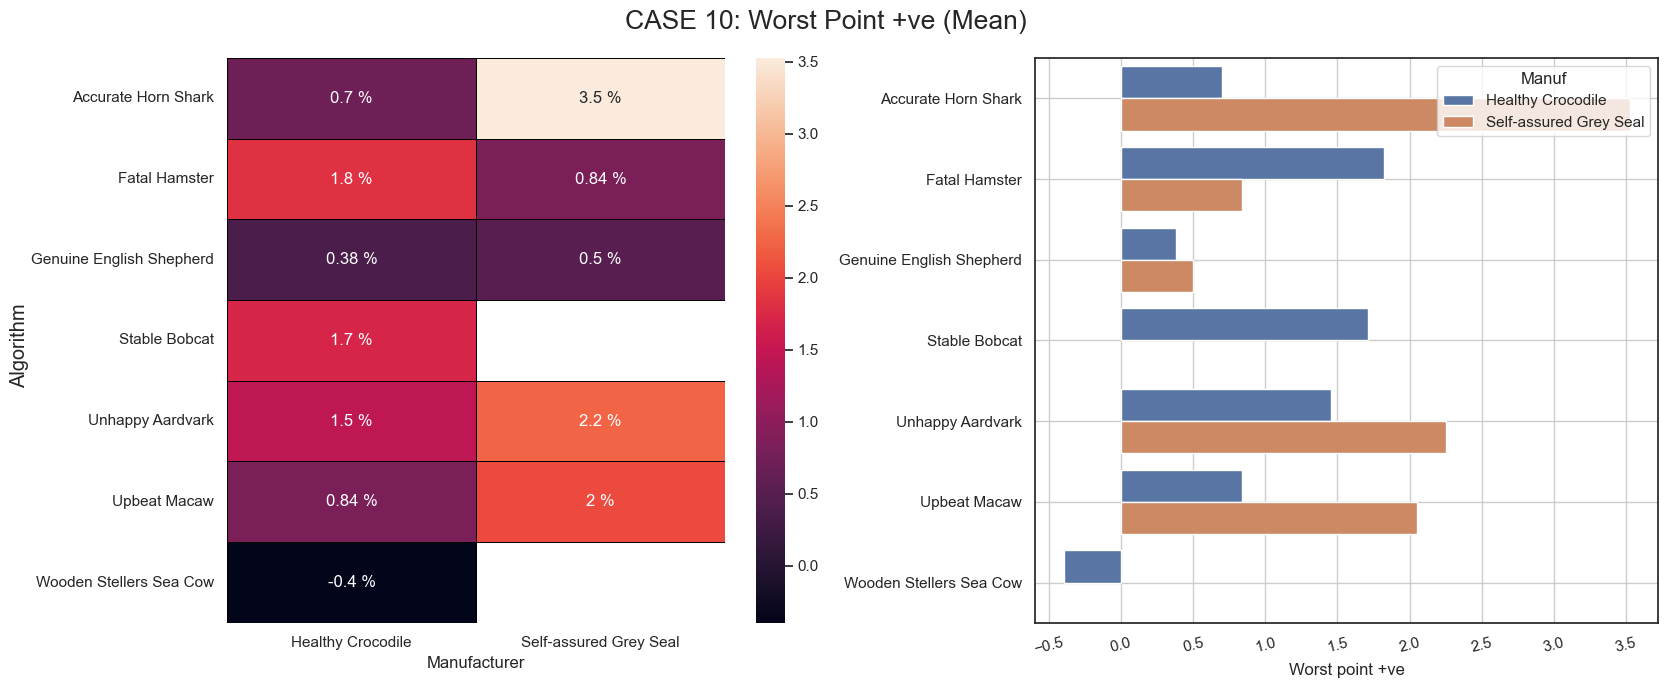 CASE 10: Worst Point +ve (Mean)
Algorithm
Accurate Horn Shark
0.7 %
3.5 %
Fatal Hamster
1.8 %
0.84 %
Genuine English Shepherd
0.38 %
0.5 %
Stable Bobcat
1.7 %
Unhappy Aardvark
1.5 %
2.2 %
Upbeat Macaw
0.84 %
2 %
Wooden Stellers Sea Cow
-0.4 %
Healthy Crocodile
Self-assured Grey Seal
Manufacturer
3.5
3.0
2.5
2.0
1.5
1.0
0.5
0.0
Manuf
Healthy Crocodile
Self-assured Grey Seal
Accurate Horn Shark
Fatal Hamster
Genuine English Shepherd
Stable Bobcat
Unhappy Aardvark
Upbeat Macaw
Wooden Stellers Sea Cow
−0.5
0.0
0.5
1.0
1.5
2.0
2.5
3.0
3.5
Worst point +ve